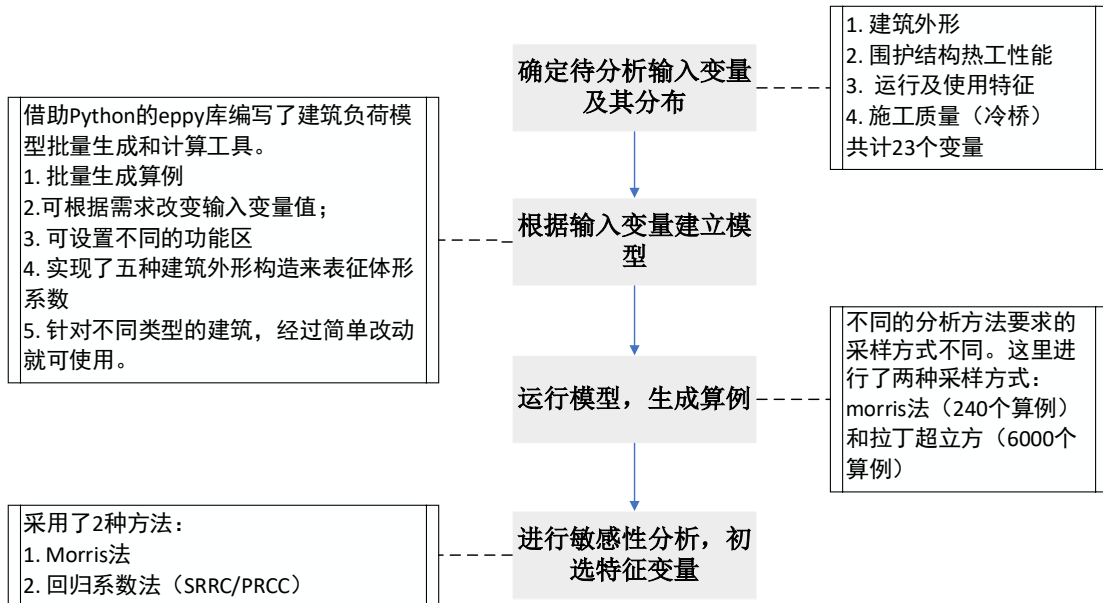 确定待分析输入变量
及其分布
1. 建筑外形
2. 围护结构热工性能
3. 运行及使用特征
4. 施工质量（冷桥）
共计23个变量
根据输入变量建立模
型
借助Python的eppy库编写了建筑负荷模
型批量生成和计算工具。
1. 批量生成算例
2.可根据需求改变输入变量值；
3. 可设置不同的功能区
4. 实现了五种建筑外形构造来表征体形
系数
5. 针对不同类型的建筑，经过简单改动
就可使用。
运行模型，生成算例
不同的分析方法要求的
采样方式不同。这里进
行了两种采样方式：
morris法（240个算例）
和拉丁超立方（6000个
算例）
进行敏感性分析，初
选特征变量
采用了2种方法：
1. Morris法
2. 回归系数法（SRRC/PRCC）